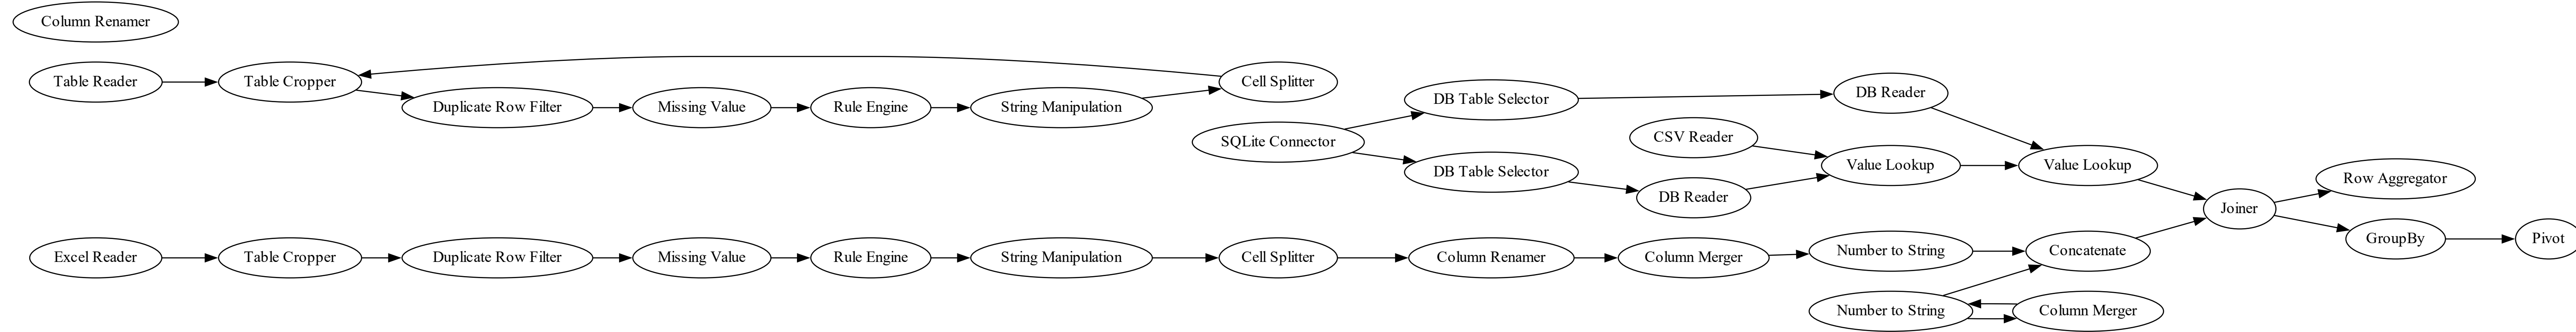 Column Renamer
Table Reader
Table Cropper
Duplicate Row Filter
Missing Value
Rule Engine
String Manipulation
Cell Splitter
SQLite Connector
DB Table Selector
DB Table Selector
DB Reader
CSV Reader
DB Reader
Value Lookup
Value Lookup
Joiner
Row Aggregator
GroupBy
Pivot
Excel Reader
Table Cropper
Duplicate Row Filter
Missing Value
Rule Engine
String Manipulation
Cell Splitter
Column Renamer
Column Merger
Number to String
Concatenate
Number to String
Column Merger